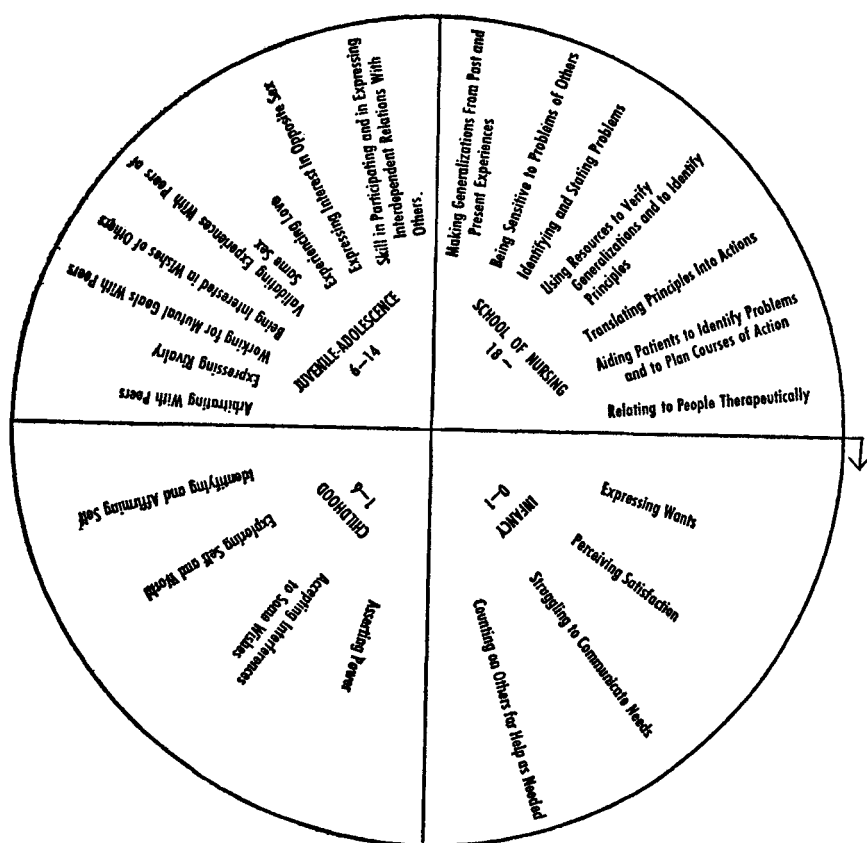 INFANCY
0—1
Expressing Wants
Perceiving Satisfaction
Struggling to Communicate Needs
Counting on Others for Help as Needed
CHILDHOOD
1—6
Asserting Power
Accepting Interferences
to Some Wishes
Exploring Self and World
Identifying and Affirming Self
JUVENILE-ADOLESCENCE
6—14
Arbitrating With Peers
Expressing Rivalry
Working for Mutual Goals With Peers
Being Interested in Wishes of Others
Validating Experiences With Peers of
Same Sex
Experiencing Love
Expressing Interest In Opposite Sex
Skill in Participating and in Expressing
Interdependent Relations With
Others.
SCHOOL OF NURSING
18 —
Making Generalizations From Past and
Present Experiences
Being Sensitive to Problems of Others
Identifying and Stating Problems
Using Resources to Verify
Generalizations and to Identify
Principles
Translating Principles Into Actions
Aiding Patients to Identify Problems
and to Plan Courses of Action
Relating to People Therapeutically